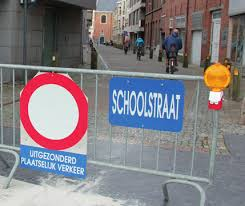 SCHOOLSTRAAT
UITGEZONDERD
PLAATSELIJK VERKEER